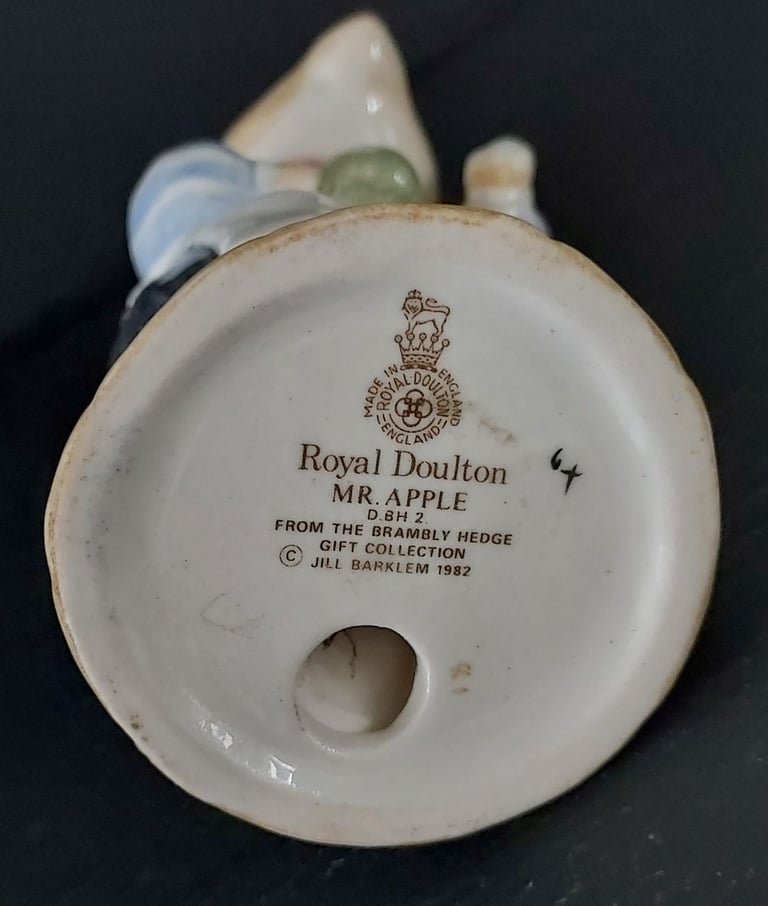 MADE IN ENGLAND
ROYAL·DOULTON
ENGLAND
Royal Doulton
MR. APPLE
D.BH 2.
FROM THE BRAMBLY HEDGE
GIFT COLLECTION
© JILL BARKLEM 1982